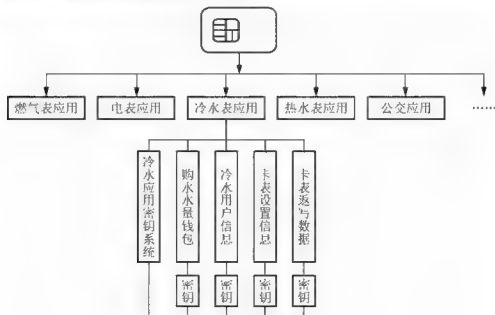 燃气表应用
电表应用
冷水表应用
热水表应用
公交应用
……
冷水应用密钥系统
购水水量钱包
冷水用户信息
卡表设置信息
卡表返写数据
密钥
密钥
密钥
密钥